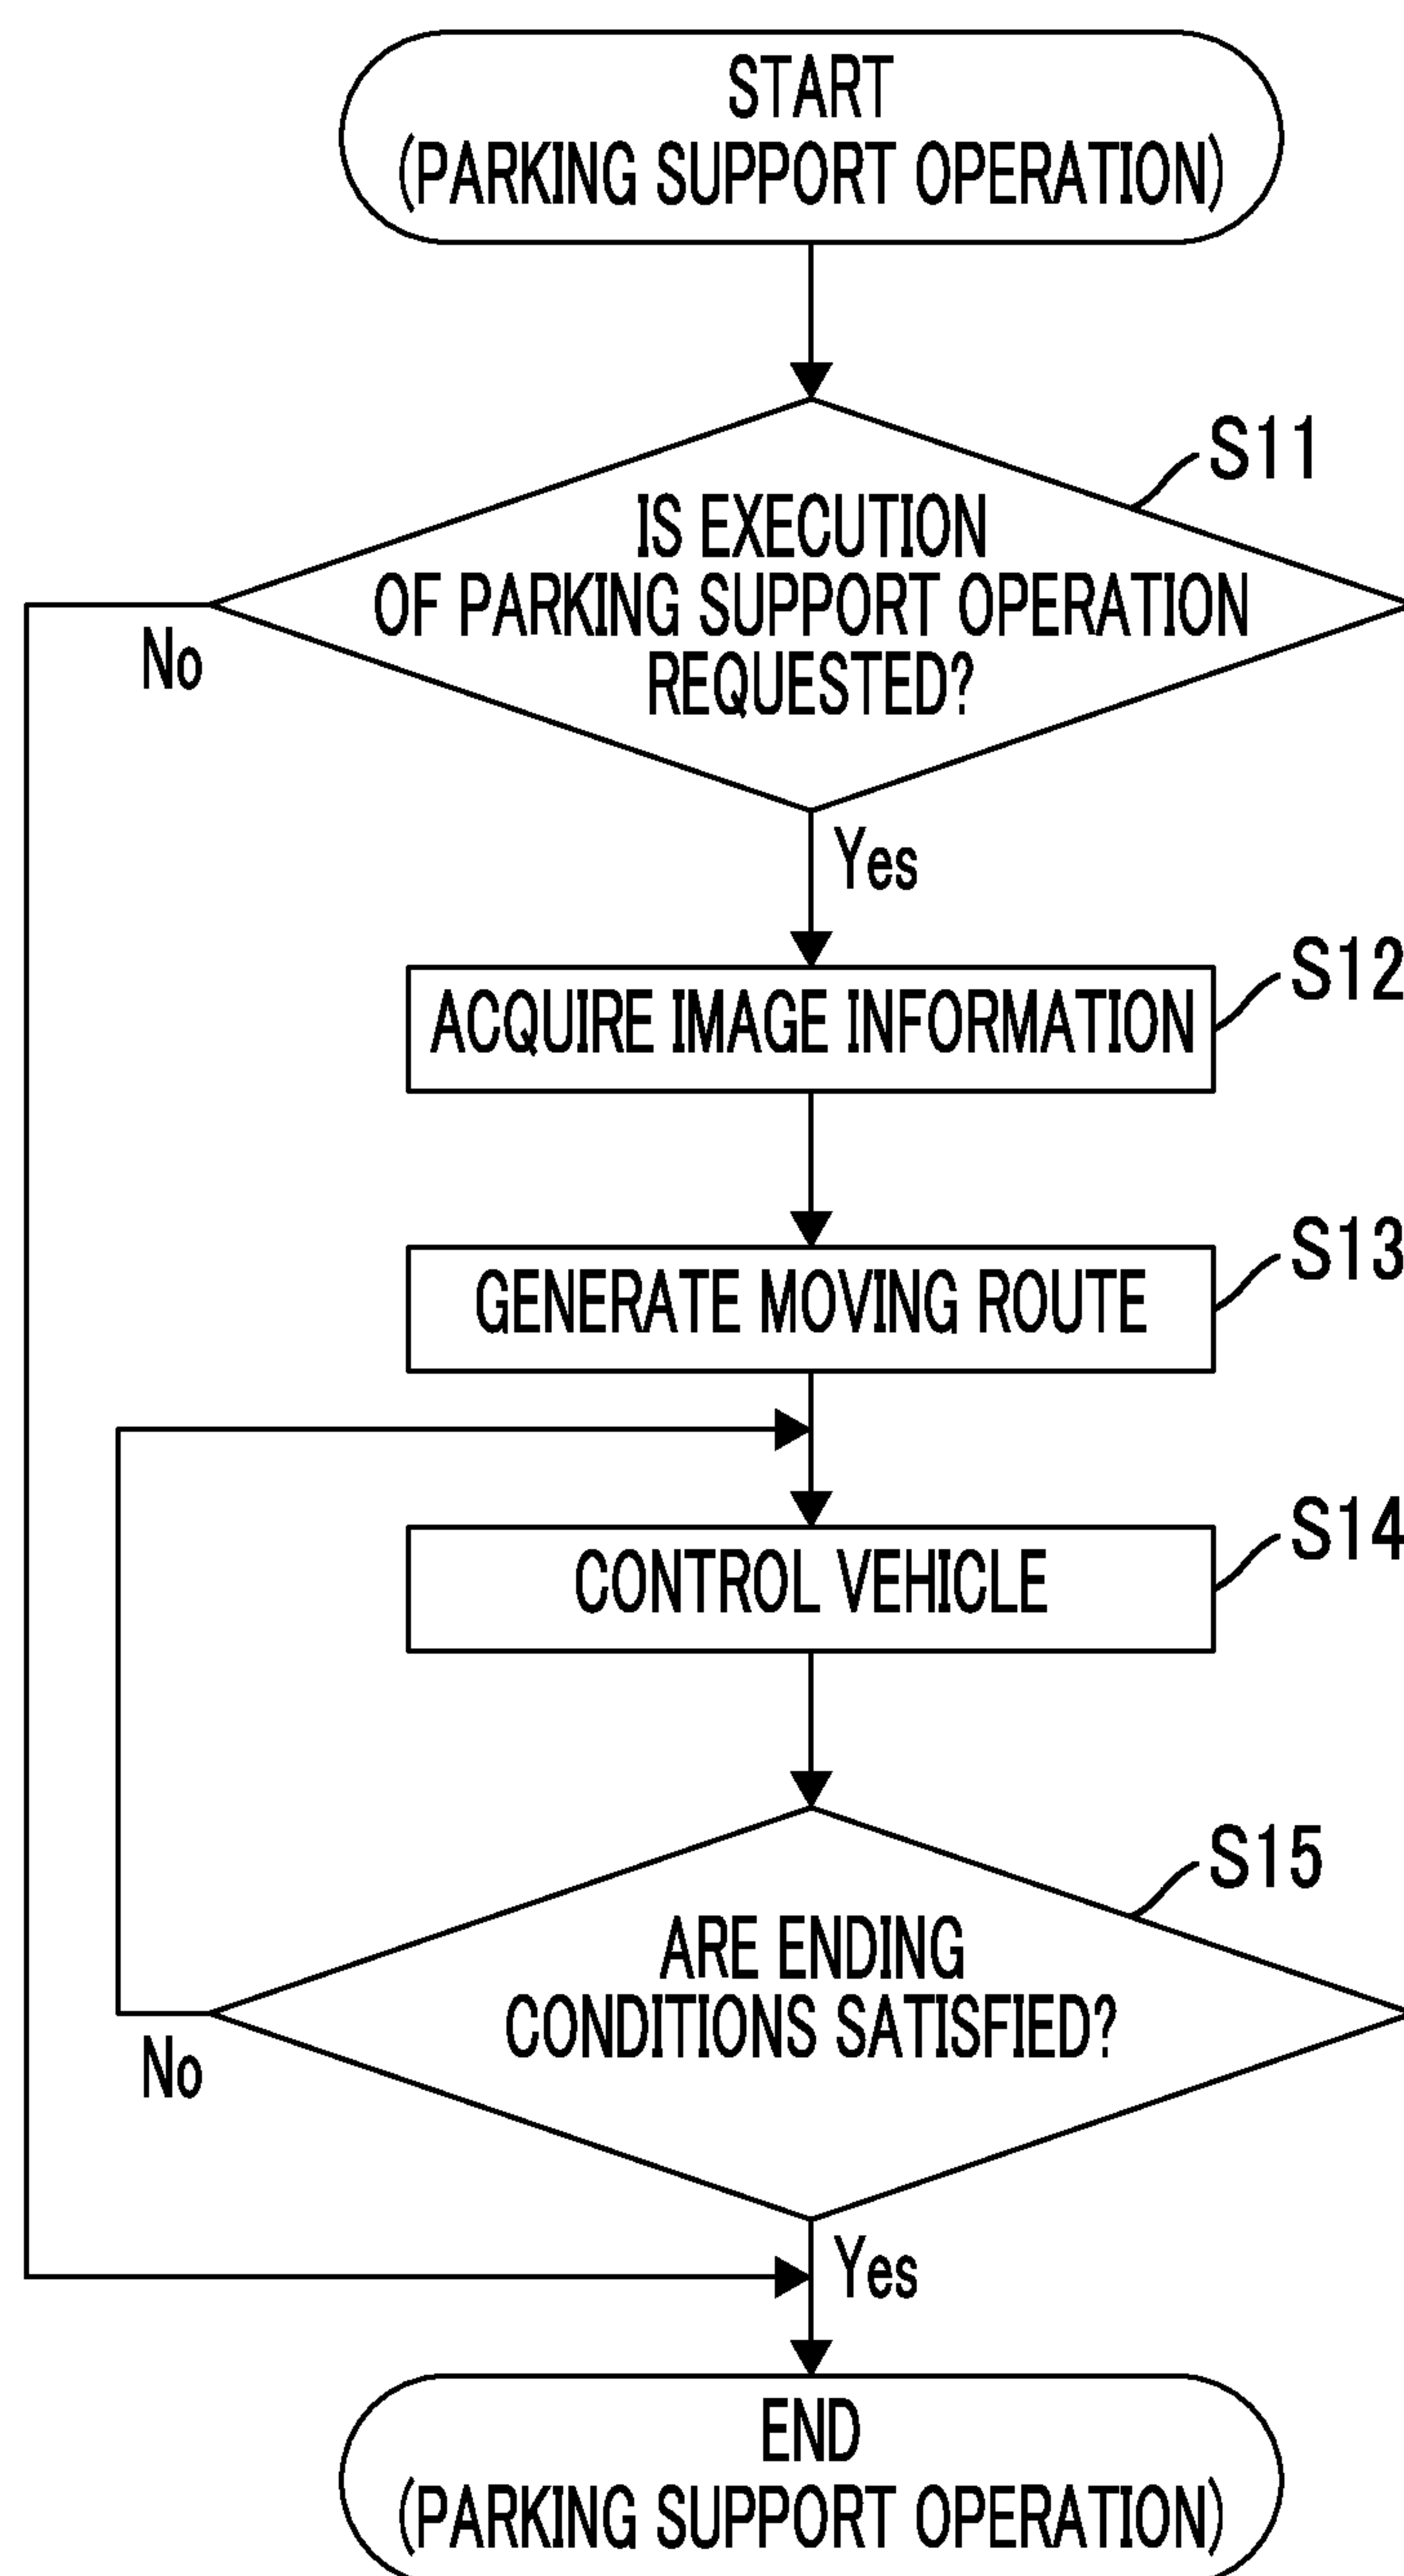 START
(PARKING SUPPORT OPERATION)
S11
IS EXECUTION
OF PARKING SUPPORT OPERATION
REQUESTED?
No
Yes
S12
ACQUIRE IMAGE INFORMATION
S13
GENERATE MOVING ROUTE
S14
CONTROL VEHICLE
S15
ARE ENDING
CONDITIONS SATISFIED?
No
Yes
END
(PARKING SUPPORT OPERATION)